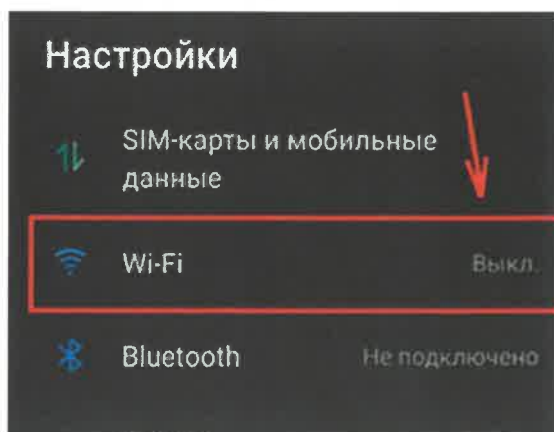 Настройки
SIM-карты и мобильные
данные
Wi-Fi
Выкл.
Bluetooth
Не подключено